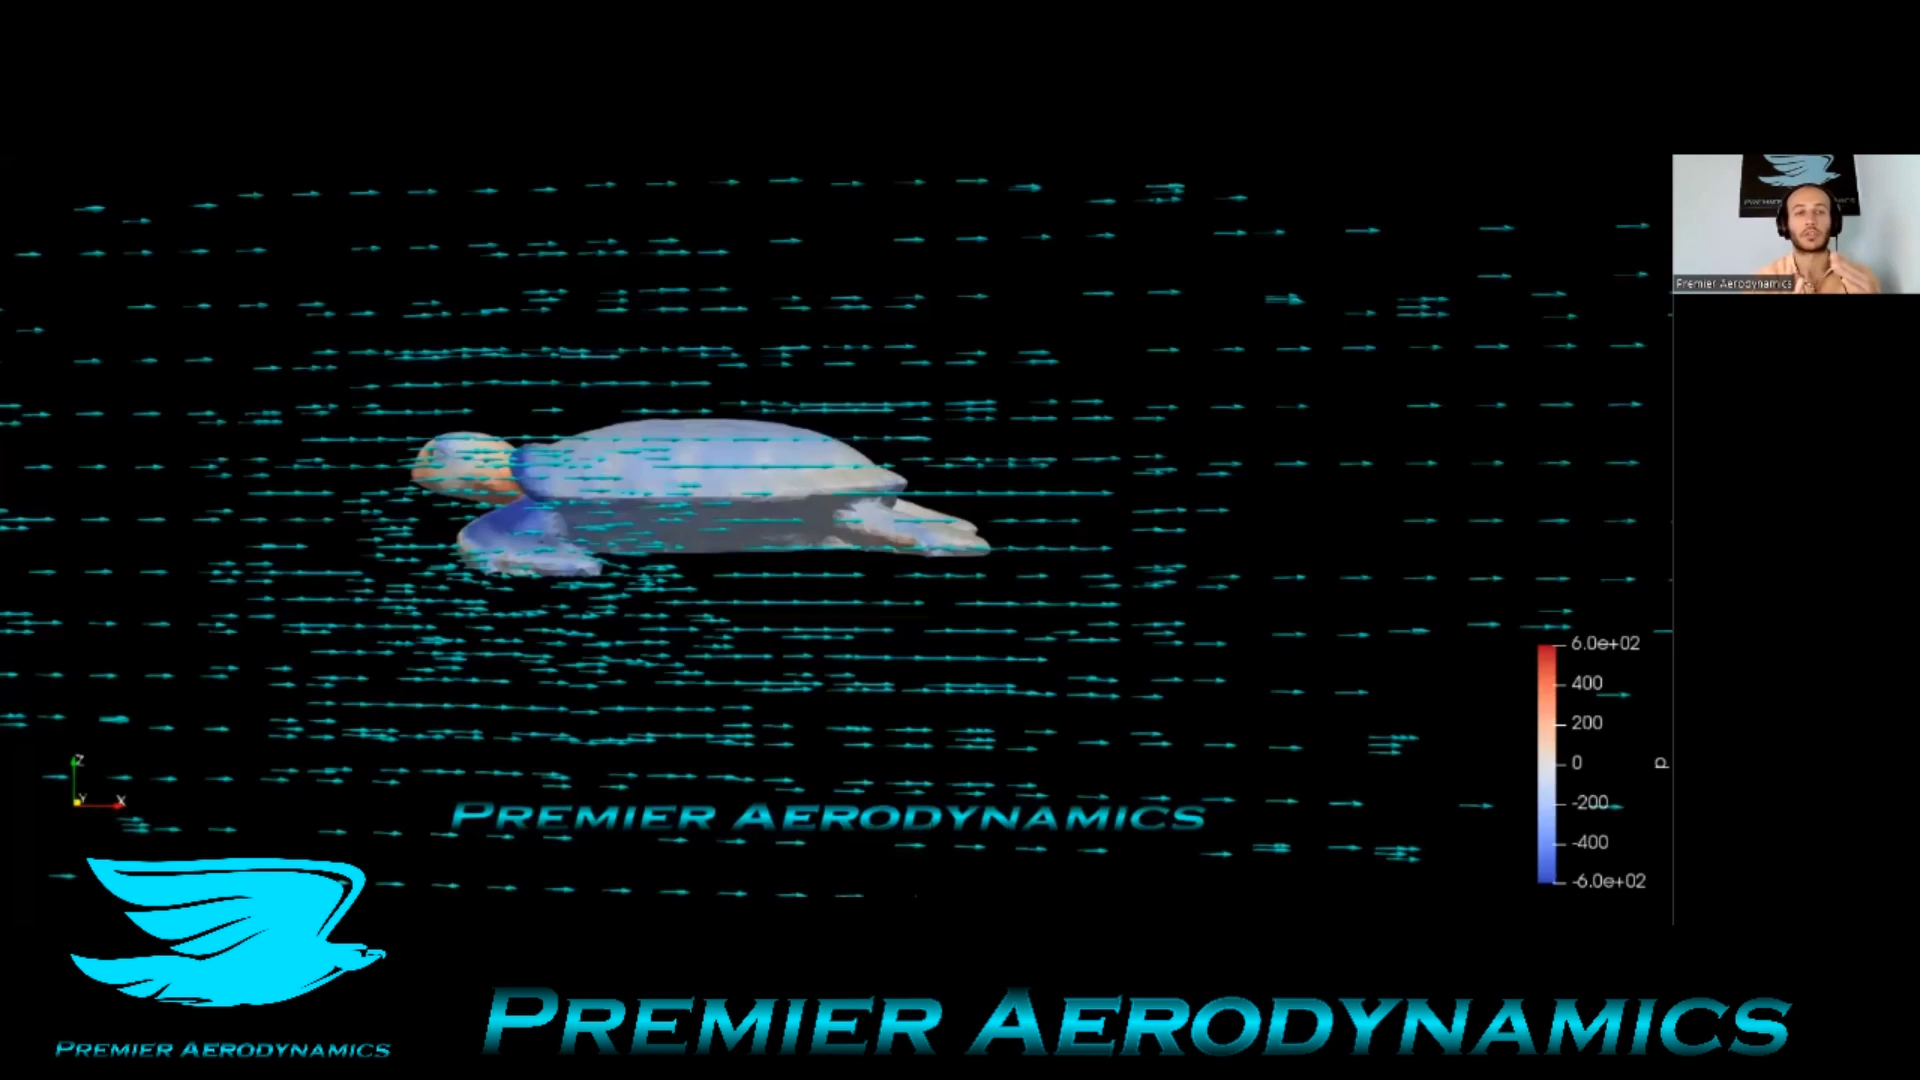 Premier Aerodynamics
6.0e+02
400
200
0
-200
-400
-6.0e+02
p
Z
Y
X
PREMIER AERODYNAMICS
PREMIER AERODYNAMICS
PREMIER AERODYNAMICS